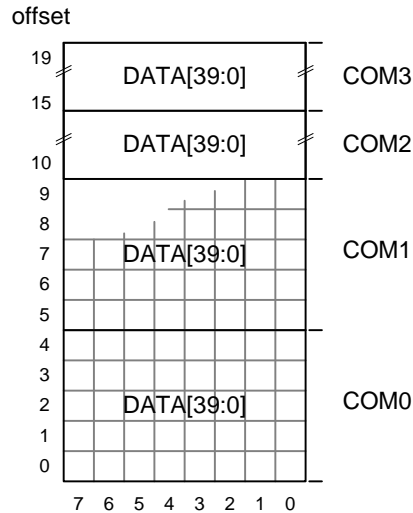 offset
19
DATA[39:0] COM3
15
DATA[39:0] COM2
10
9
8
7 DATA[39:0] COM1
6
5
4
3
2 DATA[39:0] COM0
1
0
7 6 5 4 3 2 1 0